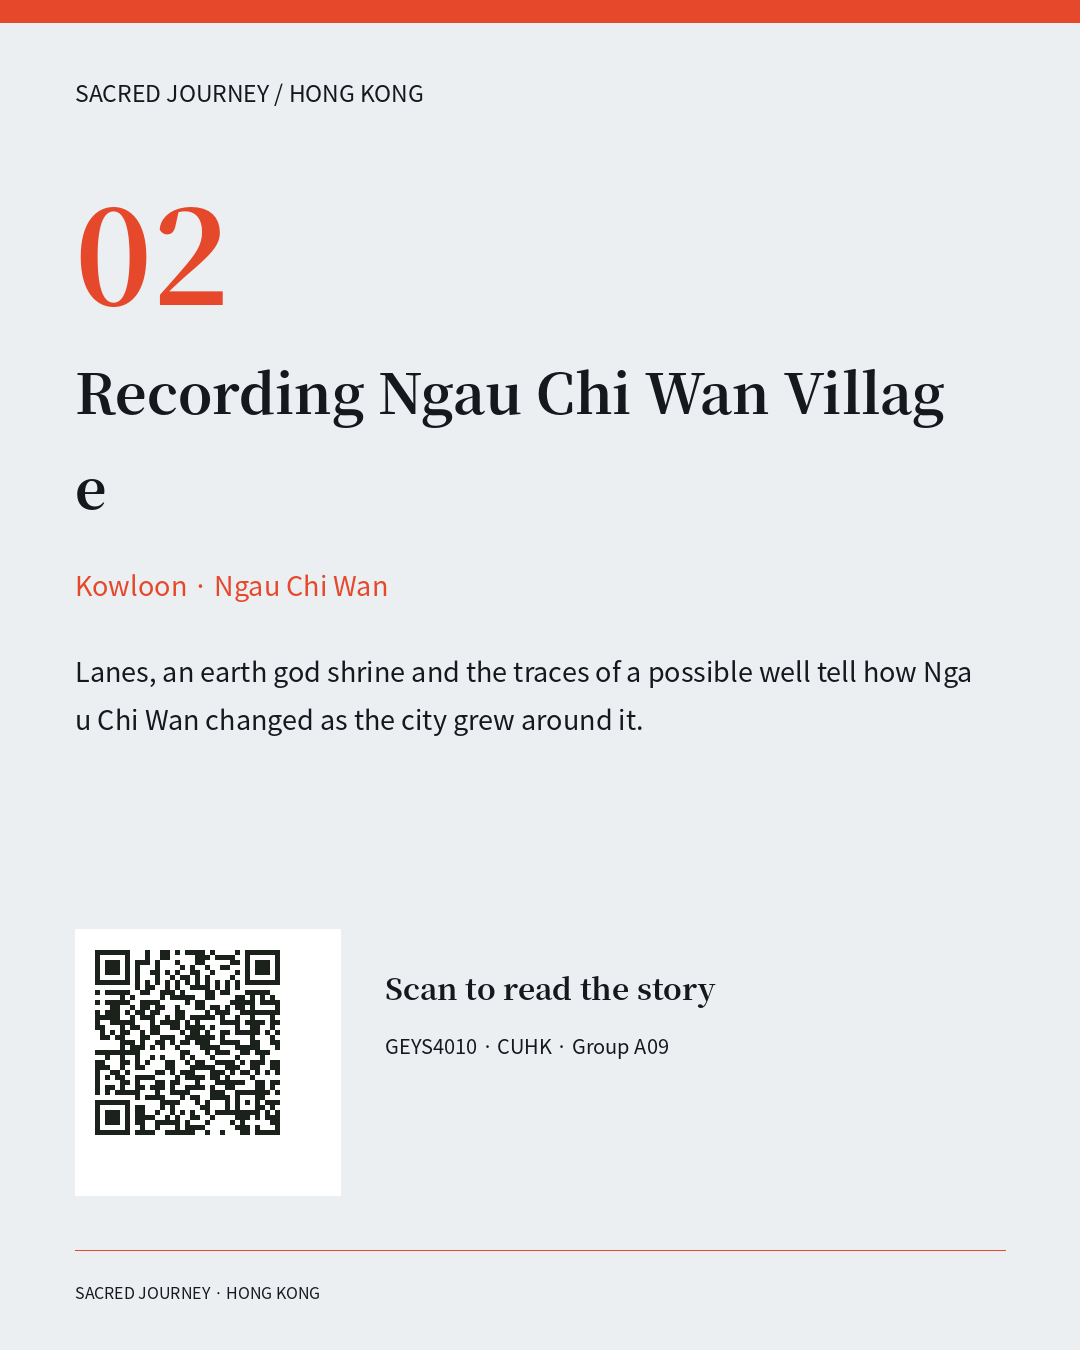 SACRED JOURNEY / HONG KONG
02
Recording Ngau Chi Wan Villag
e
Kowloon · Ngau Chi Wan
Lanes, an earth god shrine and the traces of a possible well tell how Nga
u Chi Wan changed as the city grew around it.
Scan to read the story
GEYS4010 · CUHK · Group A09
SACRED JOURNEY · HONG KONG